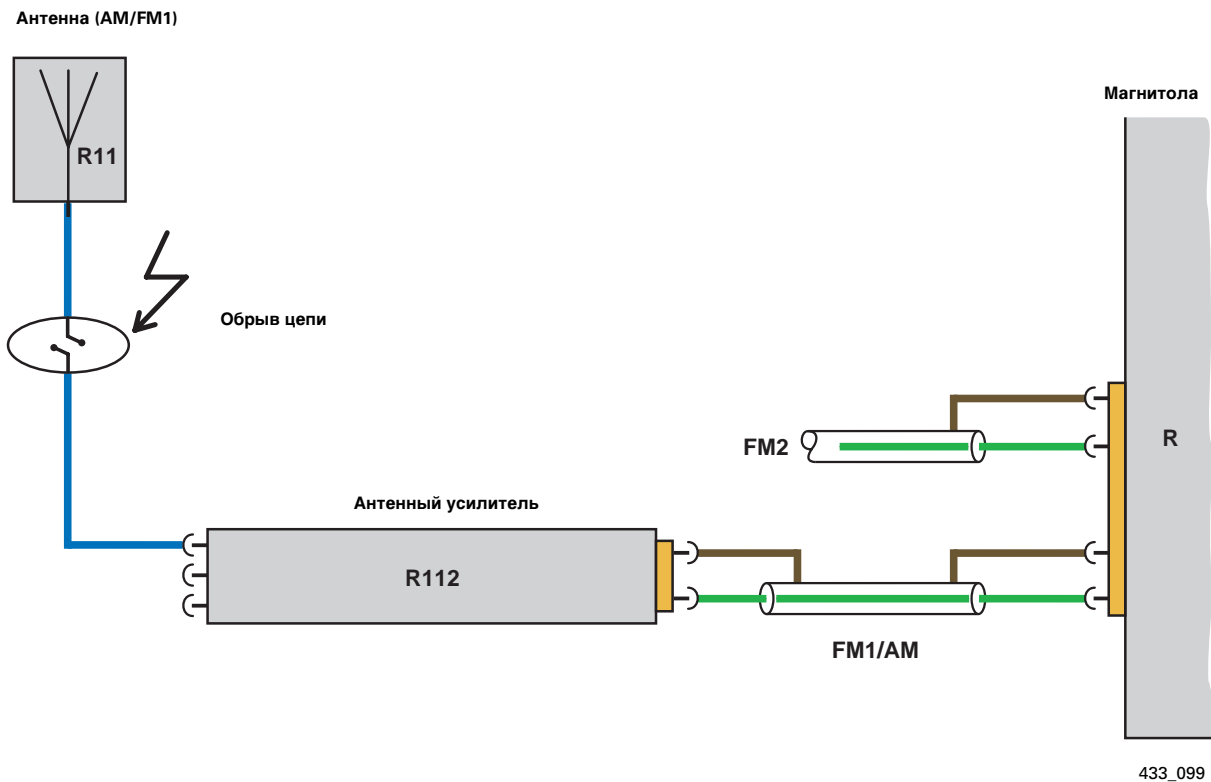 Антенна (AM/FM1)
Магнитола
R11
Обрыв цепи
FM2
R
Антенный усилитель
R112
FM1/AM
433_099